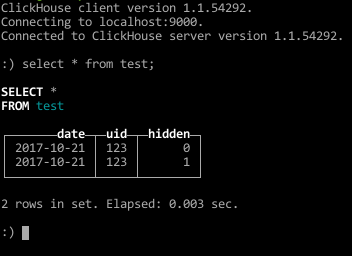 ClickHouse client version 1.1.54292.
Connecting to localhost:9000.
Connected to ClickHouse server version 1.1.54292.
:) select * from test;
SELECT *
FROM test
date uid hidden
2017-10-21 123 0
2017-10-21 123 1
2 rows in set. Elapsed: 0.003 sec.
:)